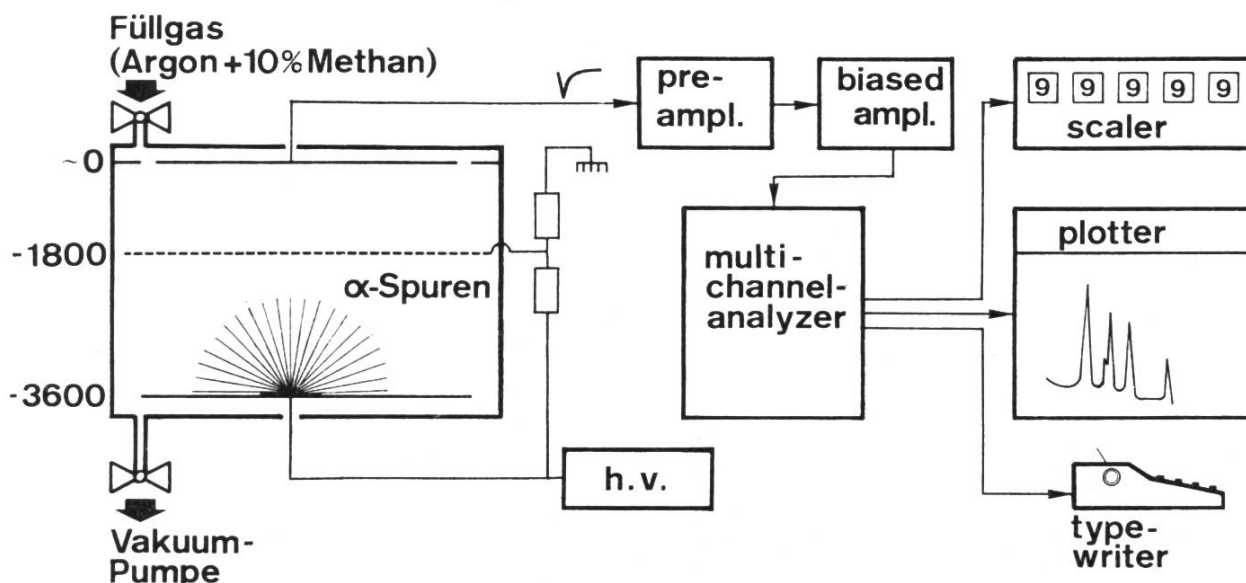 Füllgas
(Argon+10% Methan)
pre-
ampl.
biased
ampl.
9 9 9 9 9
scaler
~0
-1800
α-Spuren
multi-
channel-
analyzer
plotter
-3600
h.v.
type-
writer
Vakuum-
Pumpe